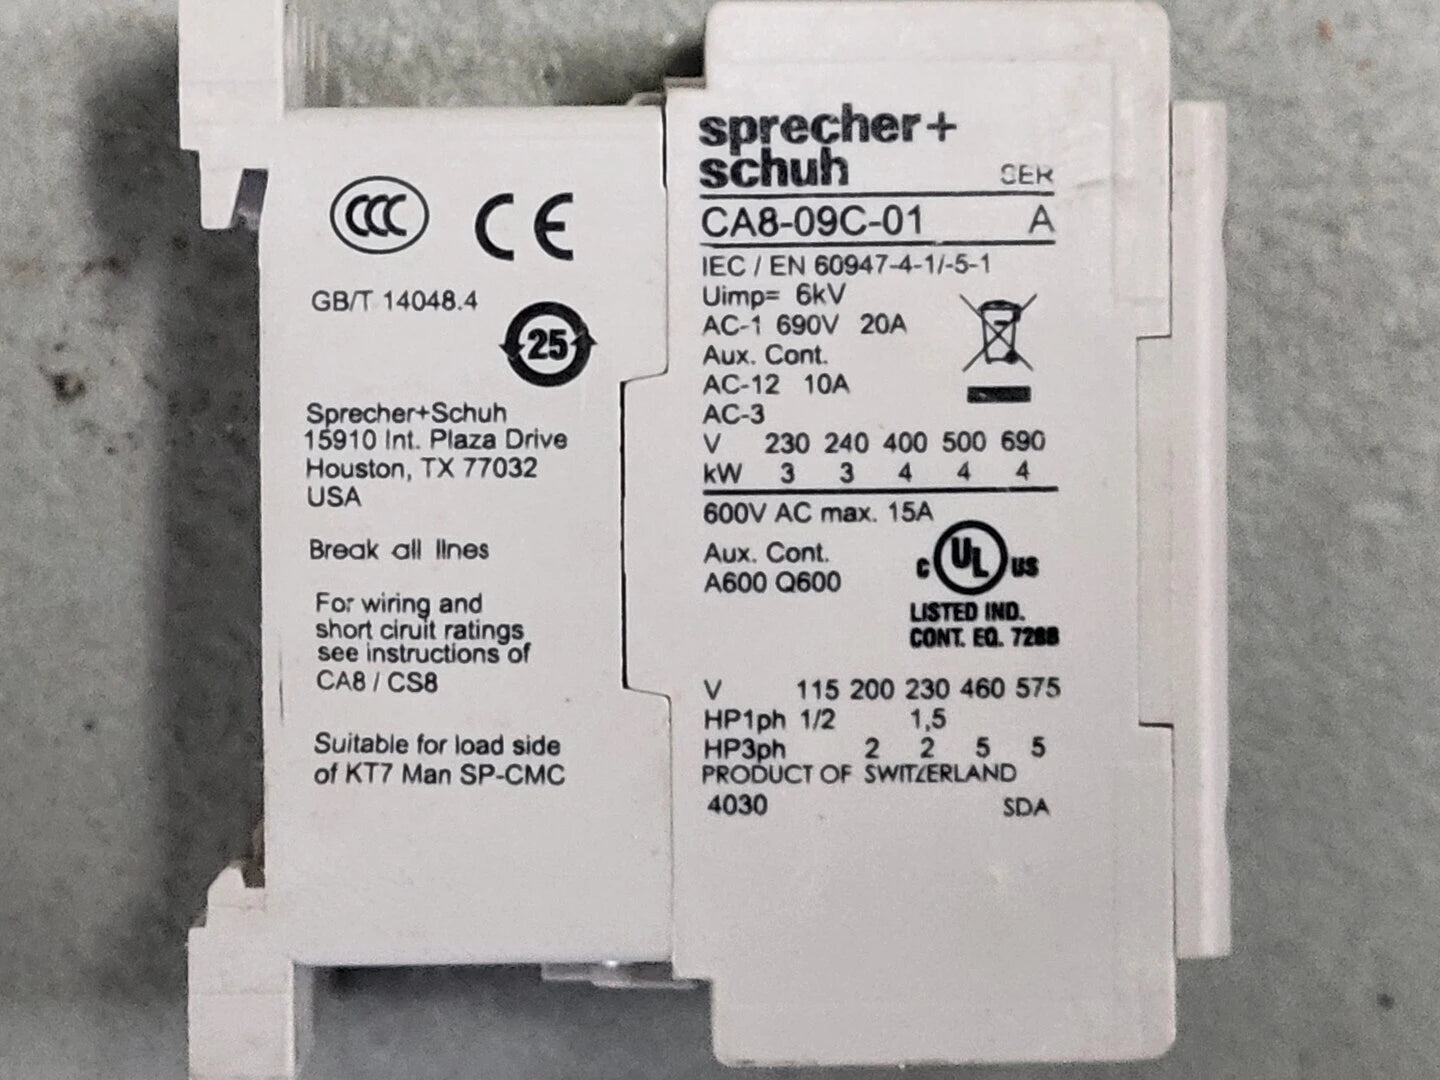 CCC CE
GB/T 14048.4
25
Sprecher+Schuh
15910 Int. Plaza Drive
Houston, TX 77032
USA
Break all lines
For wiring and
short ciruit ratings
see instructions of
CA8 / CS8
Suitable for load side
of KT7 Man SP-CMC
sprecher+
schuh SER
CA8-09C-01 A
IEC / EN 60947-4-1/-5-1
Uimp= 6kV
AC-1 690V 20A
Aux. Cont.
AC-12 10A
AC-3
V 230 240 400 500 690
kW 3 3 4 4 4
600V AC max. 15A
Aux. Cont.
A600 Q600
c UL us
LISTED IND.
CONT. EQ. 728B
V 115 200 230 460 575
HP1ph 1/2 1,5
HP3ph 2 2 5 5
PRODUCT OF SWITZERLAND
4030 SDA